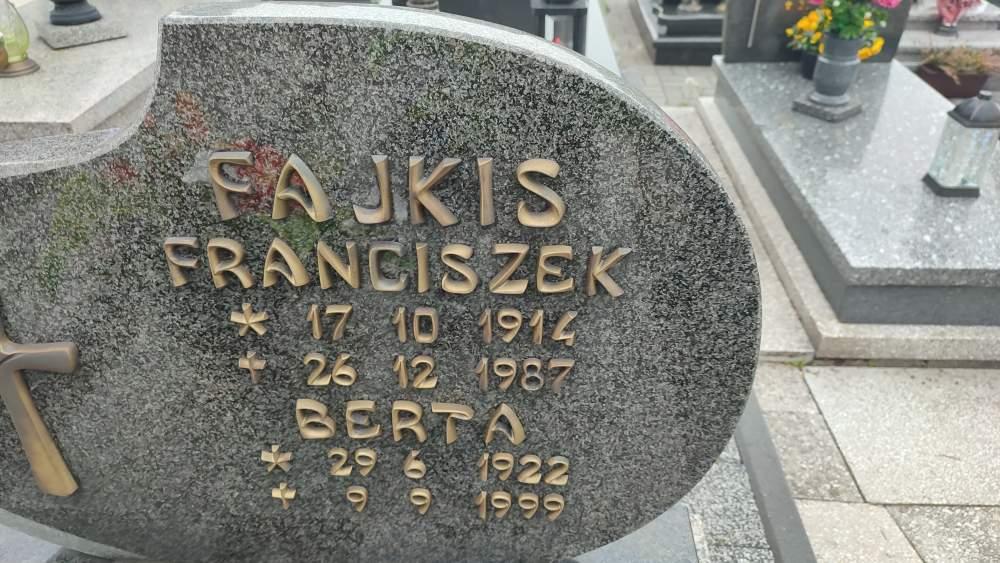 FAJKIS
FRANCISZEK
* 17 10 1914
✝ 26 12 1987
BERTA
* 29 6 1922
✝ 9 9 1999